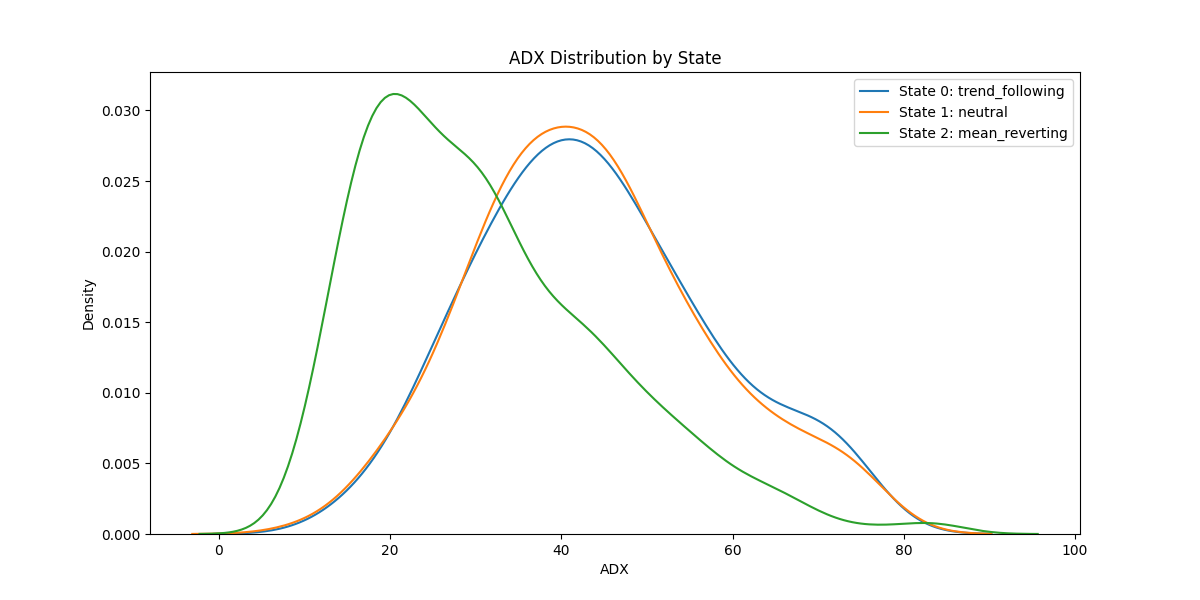 ADX Distribution by State
State 0: trend_following
State 1: neutral
State 2: mean_reverting
Density
0.030
0.025
0.020
0.015
0.010
0.005
0.000
0 20 40 60 80 100
ADX